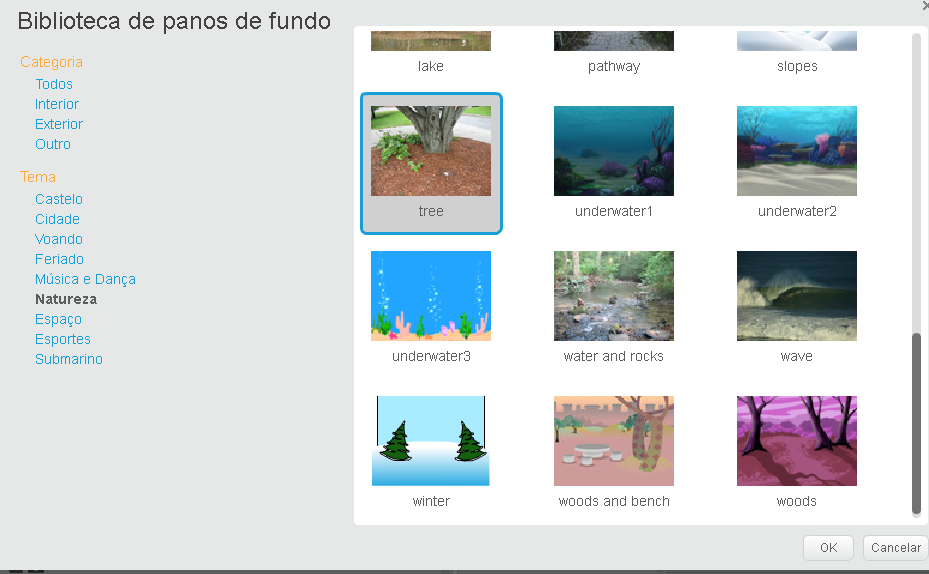 Biblioteca de panos de fundo
Categoria
Todos
Interior
Exterior
Outro
Tema
Castelo
Cidade
Voando
Feriado
Música e Dança
Natureza
Espaço
Esportes
Submarino
lake
pathway
slopes
tree
underwater1
underwater2
underwater3
water and rocks
wave
winter
woods and bench
woods
OK
Cancelar